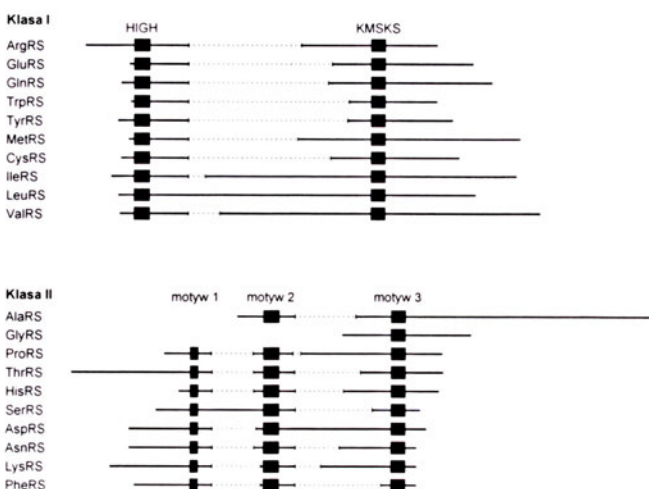 Klasa I
HIGH KMSKS
ArgRS
GluRS
GlnRS
TrpRS
TyrRS
MetRS
CysRS
IleRS
LeuRS
ValRS
Klasa II
motyw 1 motyw 2 motyw 3
AlaRS
GlyRS
ProRS
ThrRS
HisRS
SerRS
AspRS
AsnRS
LysRS
PheRS